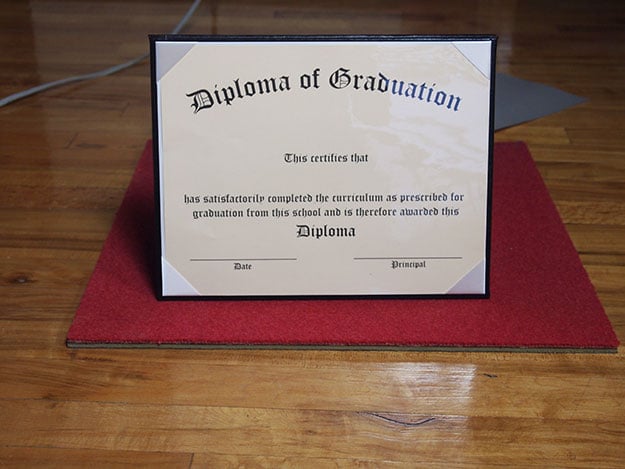 Diploma of Graduation
This certifies that
has satisfactorily completed the curriculum as prescribed for
graduation from this school and is therefore awarded this
Diploma
Date
Principal